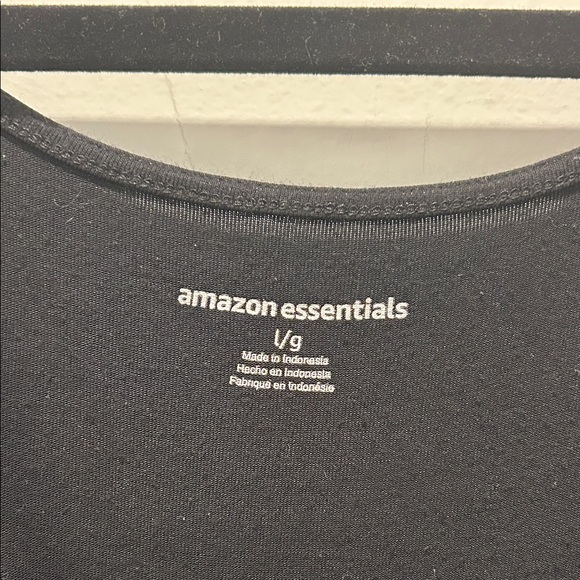 amazon essentials
l/g
Made in Indonesia
Hecho en Indonesia
Fabriqué en Indonésie